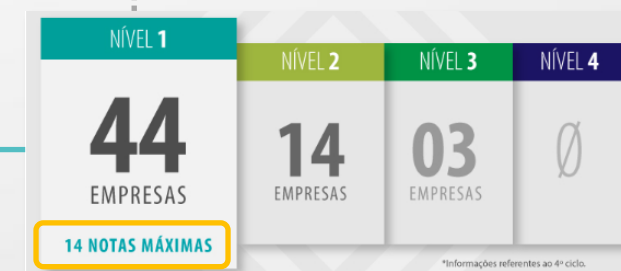 NÍVEL 1
44
EMPRESAS
14 NOTAS MÁXIMAS
NÍVEL 2
14
EMPRESAS
NÍVEL 3
03
EMPRESAS
NÍVEL 4
Ø
*Informações referentes ao 4º ciclo.